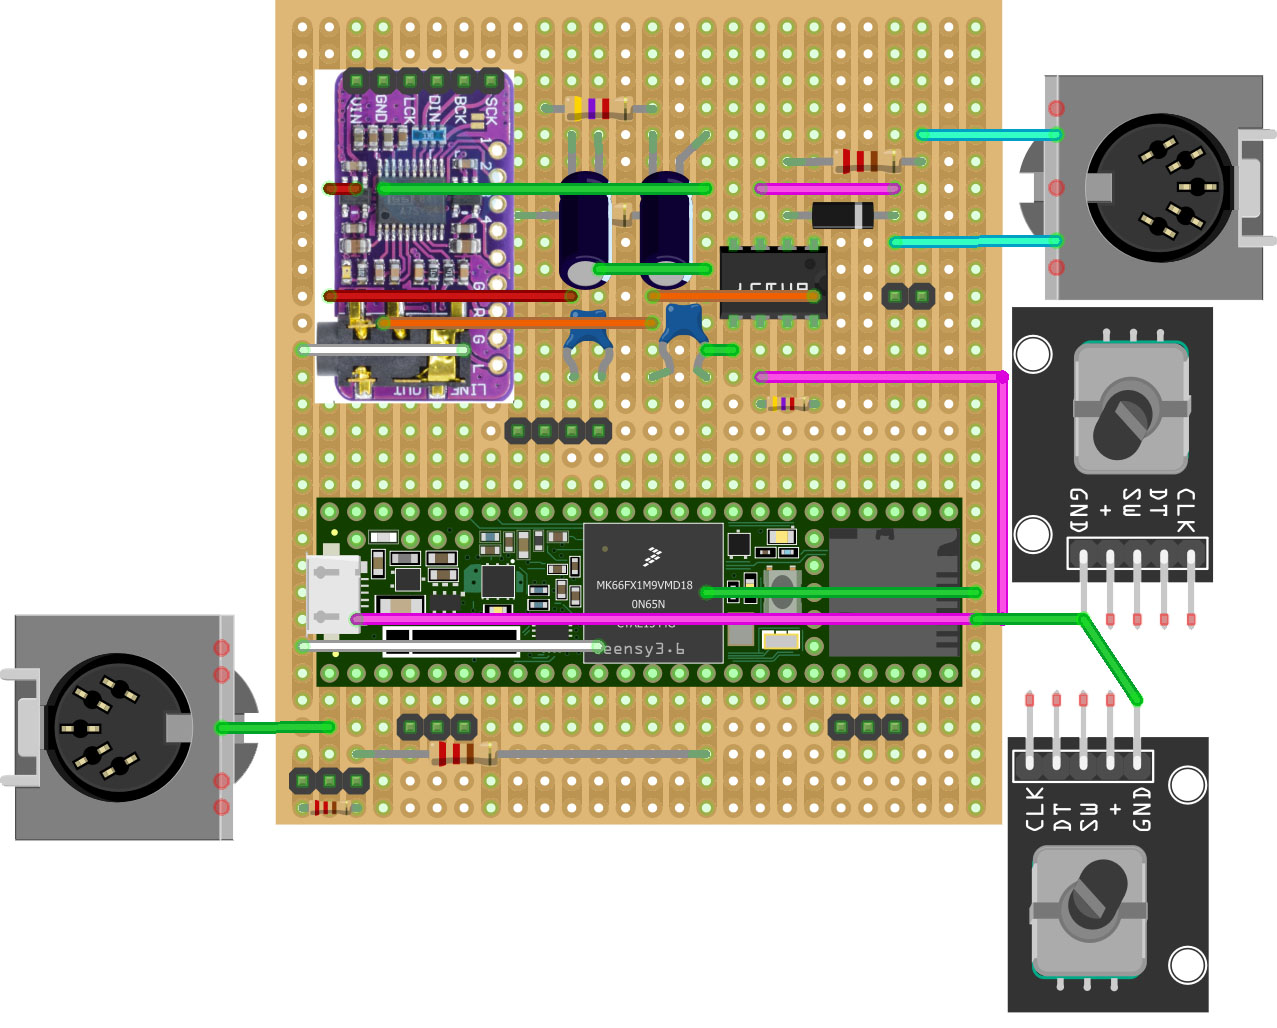 VIN GND LCK DIN BCK SCK
1
2
4
G
R
G
L
LINE OUT
GND + SW DT CLK
MK66FX1M9VMD18
0N65N
eensy3.6
CLK DT SW + GND